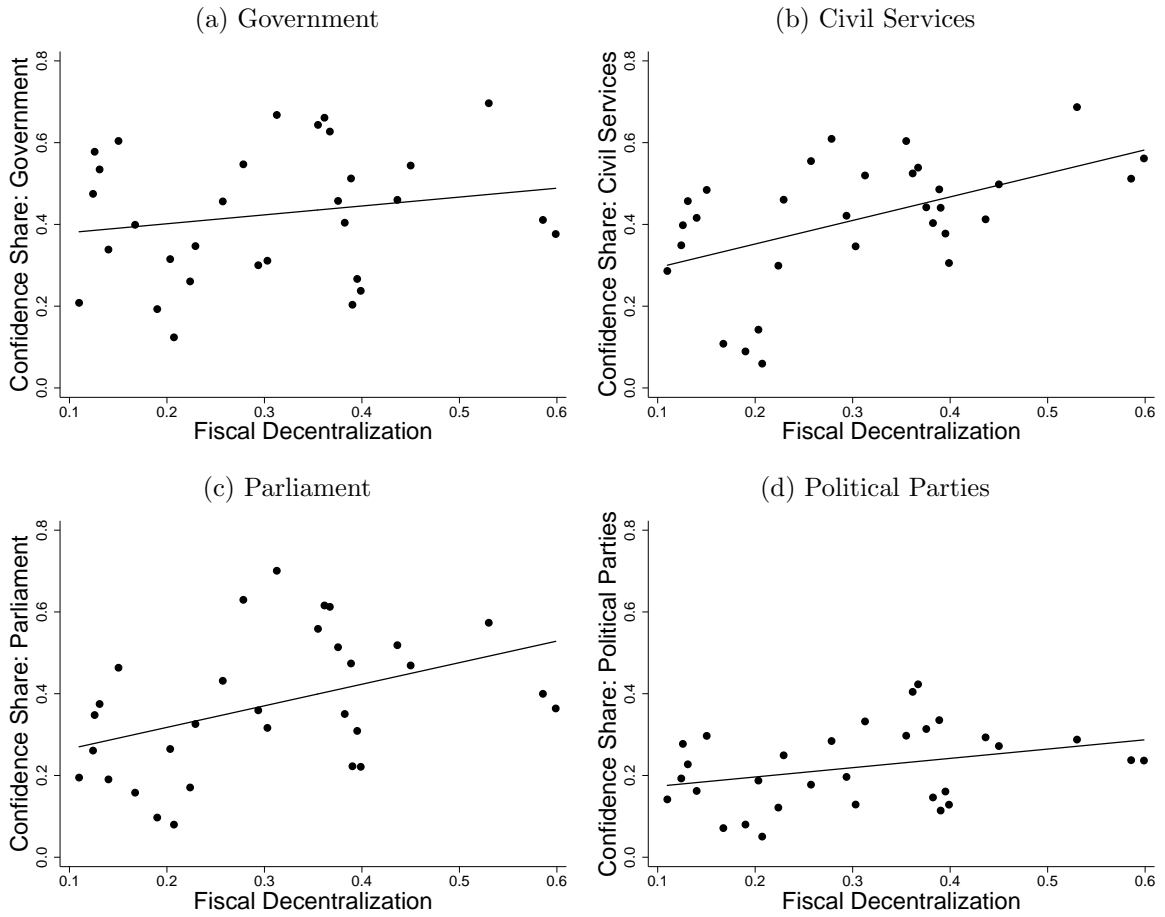 (a) Government
Confidence Share: Government
0.0 0.2 0.4 0.6 0.8
0.1 0.2 0.3 0.4 0.5 0.6
Fiscal Decentralization
(b) Civil Services
Confidence Share: Civil Services
0.0 0.2 0.4 0.6 0.8
0.1 0.2 0.3 0.4 0.5 0.6
Fiscal Decentralization
(c) Parliament
Confidence Share: Parliament
0.0 0.2 0.4 0.6 0.8
0.1 0.2 0.3 0.4 0.5 0.6
Fiscal Decentralization
(d) Political Parties
Confidence Share: Political Parties
0.0 0.2 0.4 0.6 0.8
0.1 0.2 0.3 0.4 0.5 0.6
Fiscal Decentralization